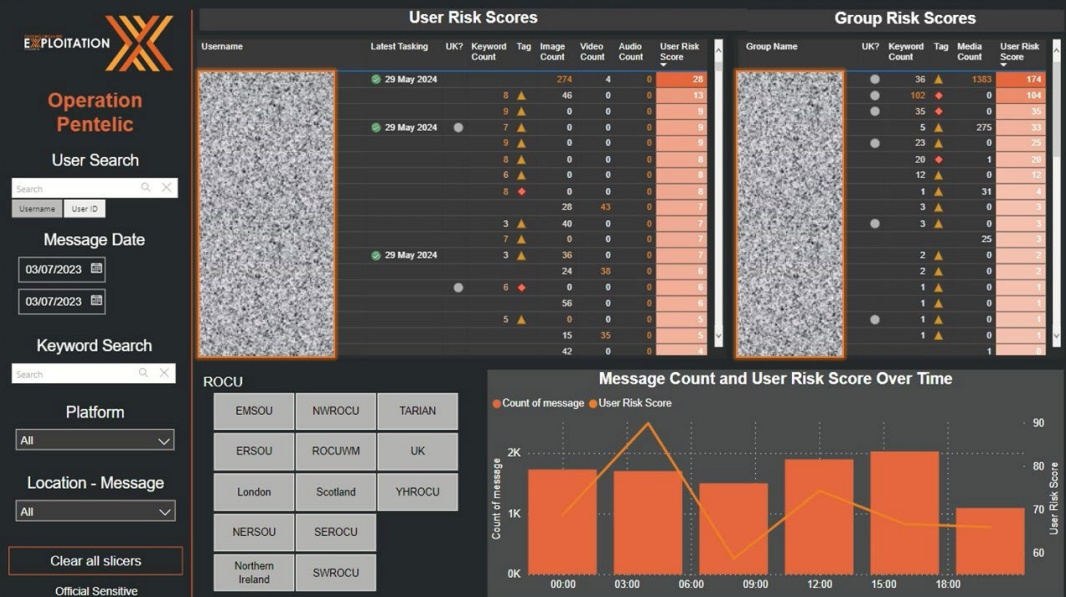 EXPLOITATION
Operation
Pentelic
User Search
Search
Username User ID
Message Date
03/07/2023
03/07/2023
Keyword Search
Search
Platform
All
Location - Message
All
Clear all slicers
Official Sensitive
User Risk Scores
Username Latest Tasking UK? Keyword Count Tag Image Count Video Count Audio Count User Risk Score
29 May 2024 274 4 0 28
8 46 0 0 13
9 0 0 0 9
29 May 2024 7 0 0 0 9
9 0 0 0 9
8 0 0 0 8
6 0 0 0 8
8 0 0 0 8
28 43 0 7
3 40 0 0 7
7 0 0 0 7
29 May 2024 3 36 0 0 7
24 38 0 6
6 0 0 0 6
56 0 0 6
5 0 0 0 5
15 35 0 5
42 0 0 4
Group Risk Scores
Group Name UK? Keyword Count Tag Media Count User Risk Score
36 1383 174
102 0 104
35 0 35
5 275 33
23 0 25
20 1 20
12 0 12
1 31 4
3 0 3
3 0 3
25 3
2 0 2
2 0 2
1 0 1
1 0 1
1 0 1
1 0 1
1
ROCU
EMSOU NWROCU TARIAN
ERSOU ROCUWM UK
London Scotland YHROCU
NERSOU SEROCU
Northern Ireland SWROCU
Message Count and User Risk Score Over Time
Count of message User Risk Score
Count of message
2K
1K
0K
90
80
70
60
User Risk Score
00:00 03:00 06:00 09:00 12:00 15:00 18:00